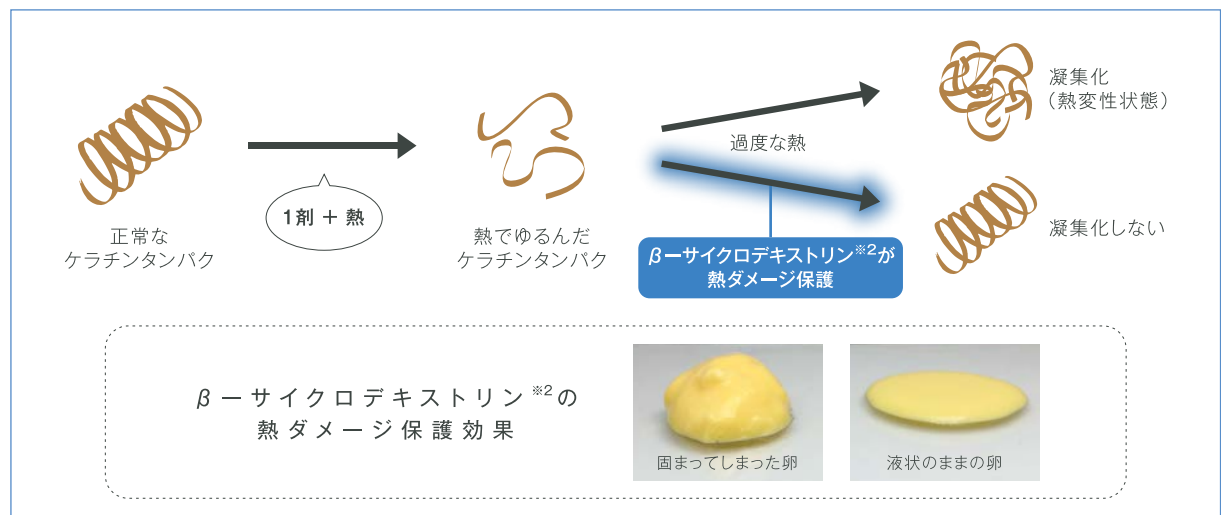 正常な
ケラチンタンパク
1剤 + 熱
熱でゆるんだ
ケラチンタンパク
過度な熱
凝集化
(熱変性状態)
βーサイクロデキストリン※2が
熱ダメージ保護
凝集化しない
βーサイクロデキストリン※2の
熱ダメージ保護効果
固まってしまった卵
液状のままの卵